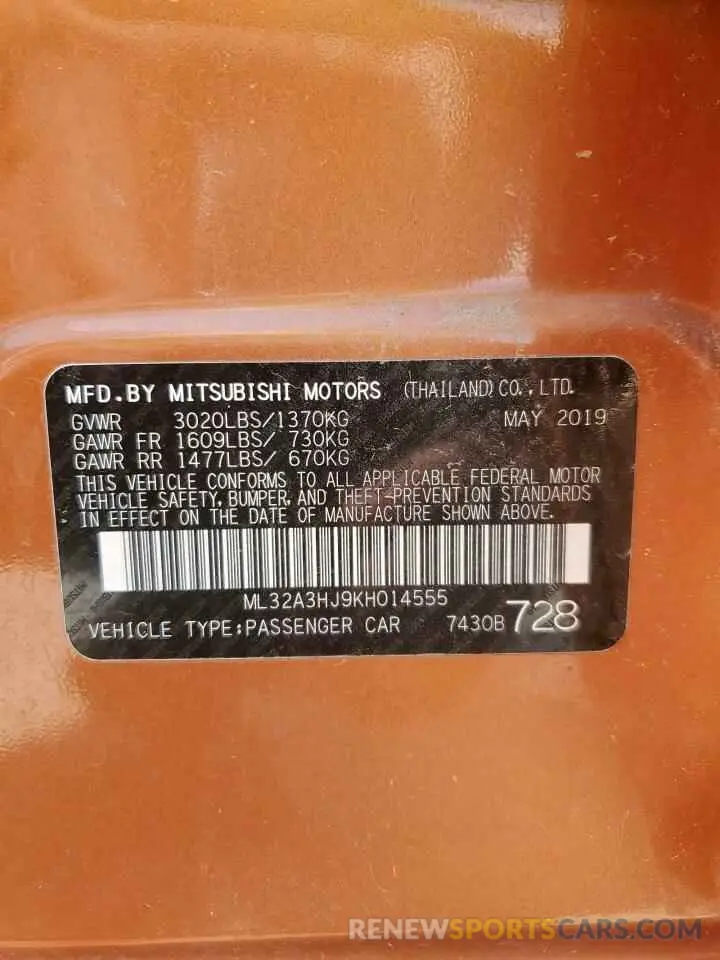 MFD.BY MITSUBISHI MOTORS (THAILAND) CO., LTD.
GVWR 3020LBS/1370KG MAY 2019
GAWR FR 1609LBS/ 730KG
GAWR RR 1477LBS/ 670KG
THIS VEHICLE CONFORMS TO ALL APPLICABLE FEDERAL MOTOR
VEHICLE SAFETY, BUMPER, AND THEFT-PREVENTION STANDARDS
IN EFFECT ON THE DATE OF MANUFACTURE SHOWN ABOVE.
ML32A3HJ9KH014555
VEHICLE TYPE:PASSENGER CAR 7430B 728
RENEWSPORTSCARS.COM